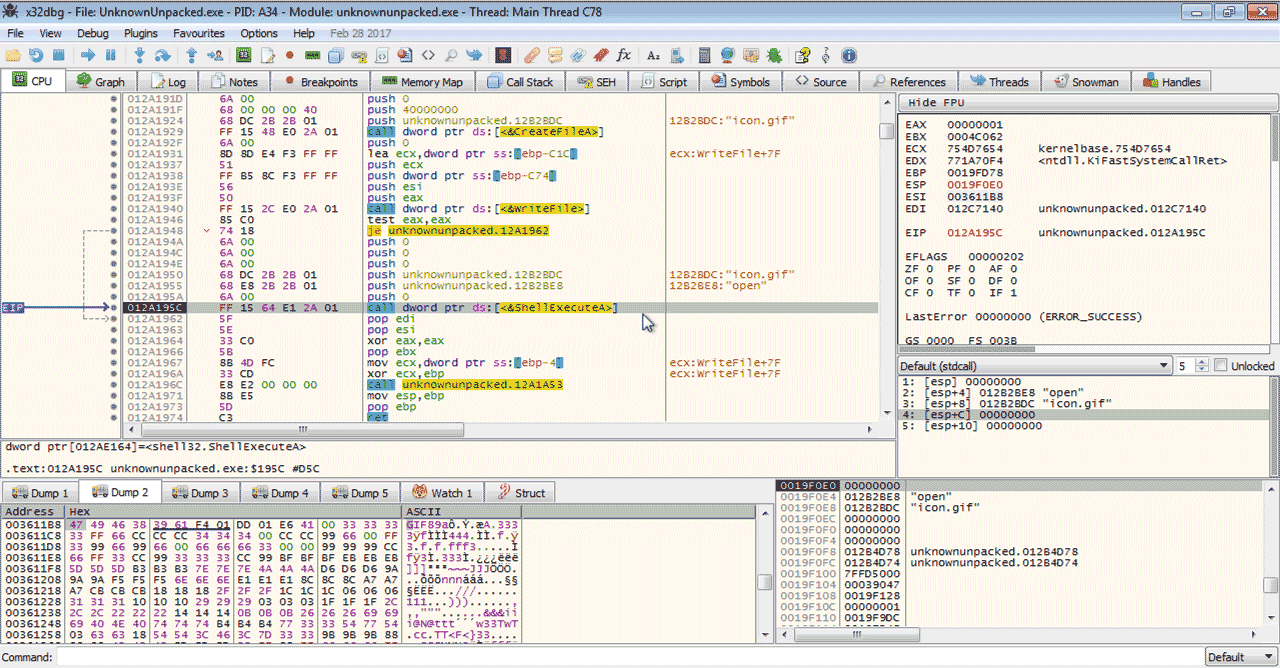 x32dbg - File: UnknownUnpacked.exe - PID: A34 - Module: unknownunpacked.exe - Thread: Main Thread C78
File View Debug Plugins Favourites Options Help Feb 28 2017
CPU Graph Log Notes Breakpoints Memory Map Call Stack SEH Script Symbols Source References Threads Snowman Handles
012A191D 6A 00 push 0
012A191F 68 00 00 00 40 push 40000000
012A1924 68 DC 2B 2B 01 push unknownunpacked.12B2BDC 12B2BDC:"icon.gif"
012A1929 FF 15 48 E0 2A 01 call dword ptr ds:[<&CreateFileA>]
012A192F 6A 00 push 0
012A1931 8D 8D E4 F3 FF FF lea ecx,dword ptr ss:[ebp-C1C] ecx:WriteFile+7F
012A1937 51 push ecx
012A1938 FF B5 8C F3 FF FF push dword ptr ss:[ebp-C74]
012A193E 56 push esi
012A193F 50 push eax
012A1940 FF 15 2C E0 2A 01 call dword ptr ds:[<&WriteFile>]
012A1946 85 C0 test eax,eax
012A1948 74 18 je unknownunpacked.12A1962
012A194A 6A 00 push 0
012A194C 6A 00 push 0
012A194E 6A 00 push 0
012A1950 68 DC 2B 2B 01 push unknownunpacked.12B2BDC 12B2BDC:"icon.gif"
012A1955 68 E8 2B 2B 01 push unknownunpacked.12B2BE8 12B2BE8:"open"
012A195A 6A 00 push 0
EIP 012A195C FF 15 64 E1 2A 01 call dword ptr ds:[<&ShellExecuteA>]
012A1962 5F pop edi
012A1963 5E pop esi
012A1964 33 C0 xor eax,eax
012A1966 5B pop ebx
012A1967 8B 4D FC mov ecx,dword ptr ss:[ebp-4] ecx:WriteFile+7F
012A196A 33 CD xor ecx,ebp ecx:WriteFile+7F
012A196C E8 E2 00 00 00 call unknownunpacked.12A1A53
012A1971 8B E5 mov esp,ebp
012A1973 5D pop ebp
012A1974 C3 ret
Hide FPU
EAX 00000001
EBX 0004C062
ECX 754D7654 kernelbase.754D7654
EDX 771A70F4 <ntdll.KiFastSystemCallRet>
EBP 0019FD78
ESP 0019F0E0
ESI 003611B8
EDI 012C7140 unknownunpacked.012C7140
EIP 012A195C unknownunpacked.012A195C
EFLAGS 00000202
ZF 0 PF 0 AF 0
OF 0 SF 0 DF 0
CF 0 TF 0 IF 1
LastError 00000000 (ERROR_SUCCESS)
GS 0000 FS 003B
Default (stdcall) 5 Unlocked
1: [esp] 00000000
2: [esp+4] 012B2BE8 "open"
3: [esp+8] 012B2BDC "icon.gif"
4: [esp+C] 00000000
5: [esp+10] 00000000
dword ptr[012AE164]=<shell32.ShellExecuteA>
.text:012A195C unknownunpacked.exe:$195C #D5C
Dump 1 Dump 2 Dump 3 Dump 4 Dump 5 Watch 1 Struct
Address Hex ASCII
003611B8 47 49 46 38 39 61 F4 01 DD 01 E6 41 00 33 33 33 GIF89aô.Ý.æA.333
003611C8 33 FF 66 CC CC CC 34 34 34 00 CC CC 99 66 00 FF
003611D8 33 99 66 99 66 00 66 66 66 33 00 00 99 99 99 CC
003611E8 66 FF 33 CC 99 33 33 33 CC 99 BF BF BF EB EB EB
003611F8 5D 5D 5D B3 B3 B3 7E 7E 7E 4A 4A 4A D6 D6 D6 9A
00361208 9A 9A F5 F5 F5 6E 6E 6E E1 E1 E1 8C 8C 8C A7 A7
00361218 A7 CB CB CB 18 18 18 2F 2F 2F 1C 1C 1C 06 06 06
00361228 31 31 31 10 10 10 29 29 29 03 03 03 1F 1F 1F 2C
00361238 2C 2C 22 22 22 14 14 14 0B 0B 0B 26 26 26 69 69
00361248 69 40 4E 40 74 74 74 B4 B4 B4 77 33 33 54 77 54
00361258 03 63 63 18 54 54 3C 46 3C 7D 33 33 9B 9B 9B 88
0019F0E0 00000000
0019F0E4 012B2BE8 "open"
0019F0E8 012B2BDC "icon.gif"
0019F0EC 00000000
0019F0F0 00000000
0019F0F4 00000000
0019F0F8 012B4D78 unknownunpacked.012B4D78
0019F0FC 012B4D74 unknownunpacked.012B4D74
0019F100 7FFD5000
0019F104 00039047
0019F108 0019F128
0019F10C 00000001
0019F110 0019F9DC
Command: Default